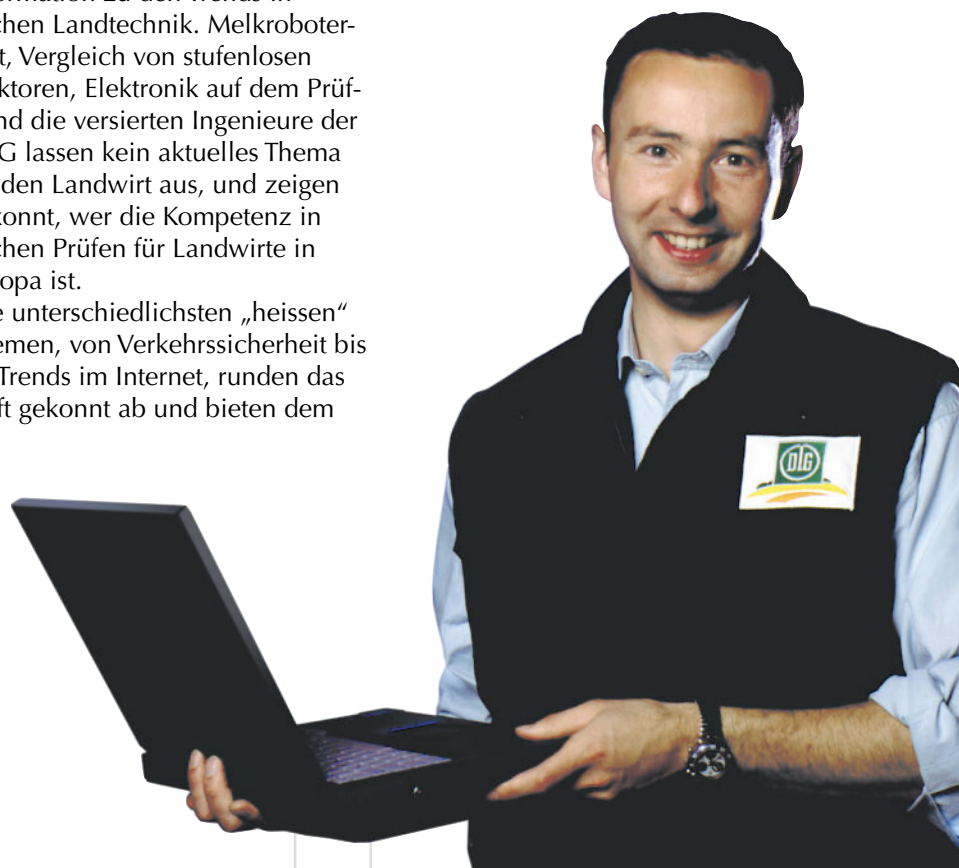 ormation zu den Trends in
chen Landtechnik. Melkroboter-
t, Vergleich von stufenlosen
ktoren, Elektronik auf dem Prüf-
nd die versierten Ingenieure der
G lassen kein aktuelles Thema
den Landwirt aus, und zeigen
konnt, wer die Kompetenz in
chen Prüfen für Landwirte in
opa ist.
e unterschiedlichsten „heissen“
emen, von Verkehrssicherheit bis
Trends im Internet, runden das
ft gekonnt ab und bieten dem
DLG